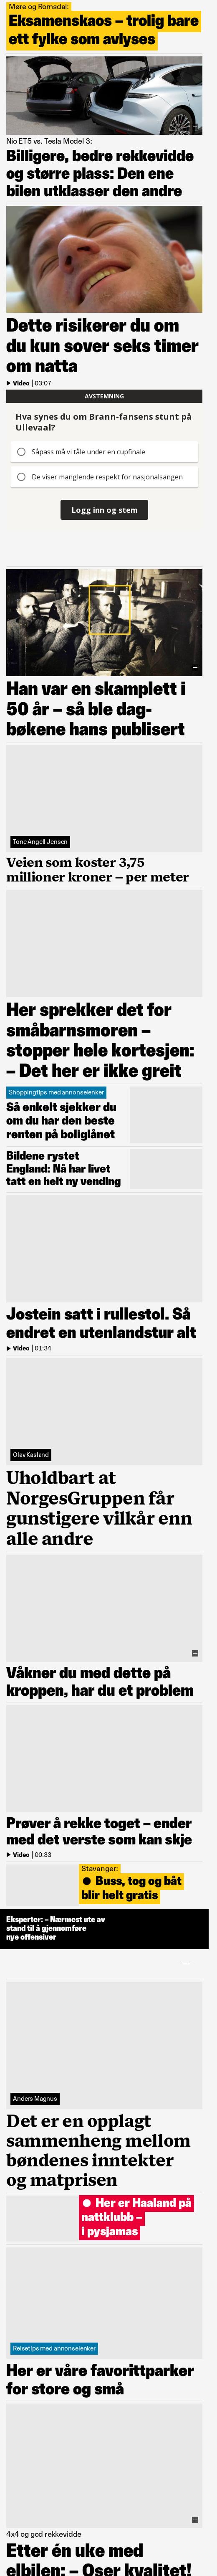 Møre og Romsdal:
Eksamenskaos – trolig bare
ett fylke som avlyses
Nio ET5 vs. Tesla Model 3:
Billigere, bedre rekkevidde
og større plass: Den ene
bilen utklasser den andre
Dette risikerer du om
du kun sover seks timer
om natta
Video | 03:07
AVSTEMNING
Hva synes du om Brann-fansens stunt på
Ullevaal?
Såpass må vi tåle under en cupfinale
De viser manglende respekt for nasjonalsangen
Logg inn og stem
Han var en skamplett i
50 år – så ble dag-
bøkene hans publisert
Tone Angell Jensen
Veien som koster 3,75
millioner kroner – per meter
Her sprekker det for
småbarnsmoren –
stopper hele kortesjen:
– Det her er ikke greit
Shoppingtips med annonselenker
Så enkelt sjekker du
om du har den beste
renten på boliglånet
Bildene rystet
England: Nå har livet
tatt en helt ny vending
Jostein satt i rullestol. Så
endret en utenlandstur alt
Video | 01:34
Olav Kasland
Uholdbart at
NorgesGruppen får
gunstigere vilkår enn
alle andre
Våkner du med dette på
kroppen, har du et problem
Prøver å rekke toget – ender
med det verste som kan skje
Video | 00:33
Stavanger:
Buss, tog og båt
blir helt gratis
Eksperter: – Nærmest ute av
stand til å gjennomføre
nye offensiver
Anders Magnus
Det er en opplagt
sammenheng mellom
bøndenes inntekter
og matprisen
Her er Haaland på
nattklubb –
i pysjamas
Reisetips med annonselenker
Her er våre favorittparker
for store og små
4x4 og god rekkevidde
Etter én uke med
elbilen: – Oser kvalitet!